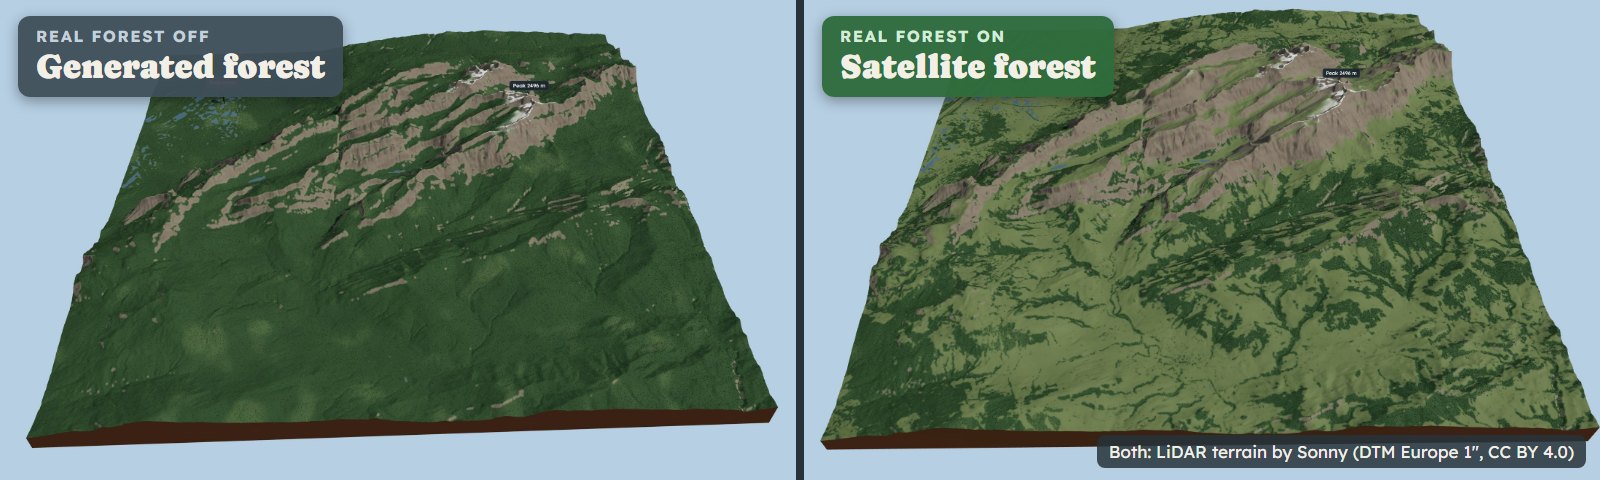 REAL FOREST OFF
Generated forest
Peak 2496 m
REAL FOREST ON
Satellite forest
Peak 2496 m
Both: LiDAR terrain by Sonny (DTM Europe 1", CC BY 4.0)